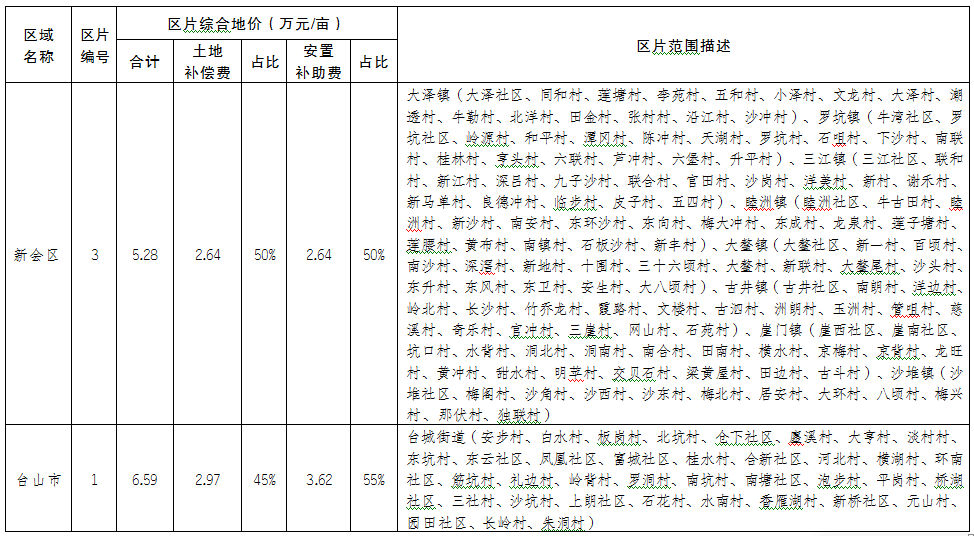 区域名称 区片编号 区片综合地价（万元/亩） 区片范围描述
合计 土地补偿费 占比 安置补助费 占比
新会区 3 5.28 2.64 50% 2.64 50%
大泽镇（大泽社区、同和村、莲塘村、李苑村、五和村、小泽村、文龙村、大泽村、潮
透村、牛勒村、北洋村、田金村、张村村、沿江村、沙冲村）、罗坑镇（牛湾社区、罗
坑社区、岭源村、和平村、潭冈村、陈冲村、天湖村、罗坑村、石咀村、下沙村、南联
村、桂林村、亨头村、六联村、芦冲村、六堡村、升平村）、三江镇（三江社区、联和
村、新江村、深吕村、九子沙村、联合村、官田村、沙岗村、洋美村、新村、谢禾村、
新马单村、良德冲村、临步村、皮子村、五四村）、睦洲镇（睦洲社区、牛古田村、睦
洲村、新沙村、南安村、东环沙村、东向村、梅大冲村、东成村、龙泉村、莲子塘村、
莲腰村、黄布村、南镇村、石板沙村、新丰村）、大鳌镇（大鳌社区、新一村、百顷村、
南沙村、深滘村、新地村、十围村、三十六顷村、大鳌村、新联村、大鳌尾村、沙头村、
东升村、东风村、东卫村、安生村、大八顷村）、古井镇（古井社区、南朗村、洋边村、
岭北村、长沙村、竹乔龙村、霞路村、文楼村、古泗村、洲朗村、玉洲村、管咀村、慈
溪村、奇乐村、官冲村、三崖村、网山村、石苑村）、崖门镇（崖西社区、崖南社区、
坑口村、水背村、洞北村、洞南村、南合村、田南村、横水村、京梅村、京背村、龙旺
村、黄冲村、甜水村、明苹村、交贝石村、梁黄屋村、田边村、古斗村）、沙堆镇（沙
堆社区、梅阁村、沙角村、沙西村、沙东村、梅北村、居安村、大环村、八顷村、梅兴
村、那伏村、独联村）
台山市 1 6.59 2.97 45% 3.62 55%
台城街道（安步村、白水村、板岗村、北坑村、仓下社区、鹰溪村、大亨村、淡村村、
东坑村、东云社区、凤凰社区、富城社区、桂水村、合新社区、河北村、横湖村、环南
社区、筋坑村、礼边村、岭背村、罗洞村、南坑村、南塘社区、泡步村、平岗村、桥湖
社区、三社村、沙坑村、上朗社区、石花村、水南村、香雁湖村、新桥社区、元山村、
园田社区、长岭村、朱洞村）